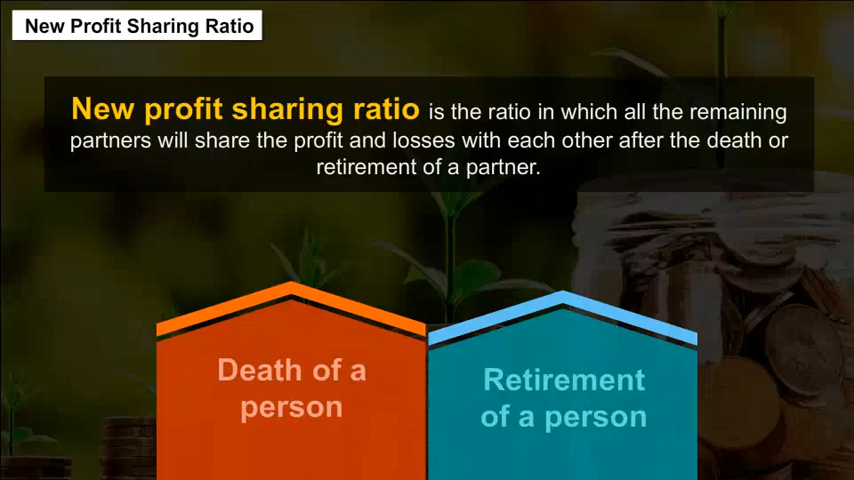 New Profit Sharing Ratio
New profit sharing ratio is the ratio in which all the remaining
partners will share the profit and losses with each other after the death or
retirement of a partner.
Death of a
person
Retirement
of a person